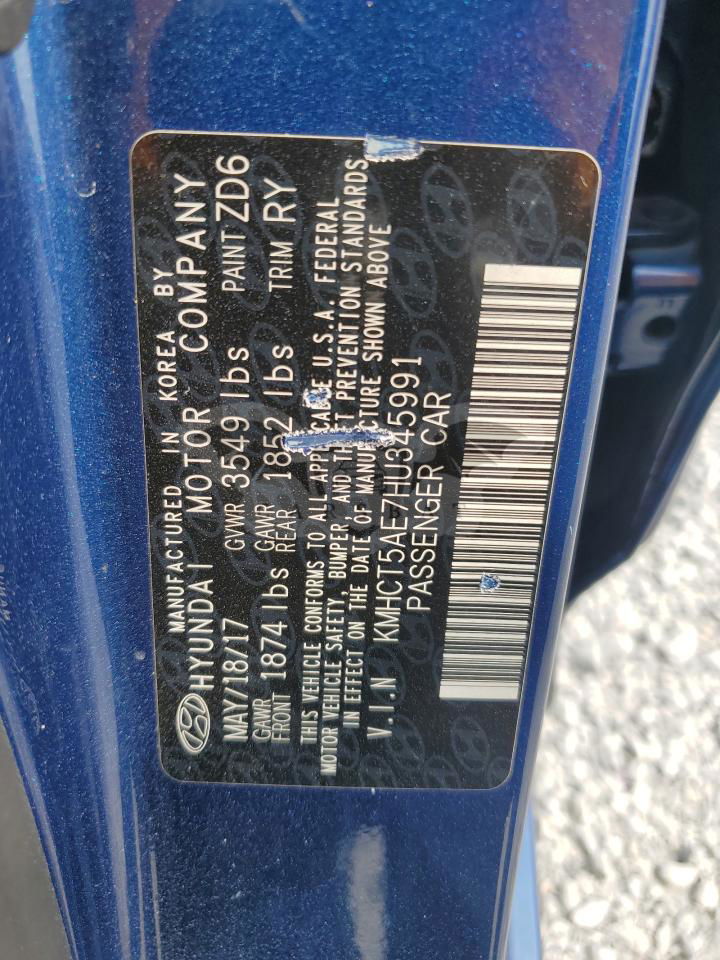 MANUFACTURED IN KOREA BY
HYUNDAI MOTOR COMPANY
MAY/18/17 GVWR 3549 lbs PAINT ZD6
GAWR FRONT 1874 lbs GAWR REAR 1852 lbs TRIM RY
THIS VEHICLE CONFORMS TO ALL APPLICABLE U.S.A. FEDERAL
MOTOR VEHICLE SAFETY, BUMPER AND THEFT PREVENTION STANDARDS
IN EFFECT ON THE DATE OF MANUFACTURE SHOWN ABOVE
V.I.N KMHCT5AE7HU345991
PASSENGER CAR